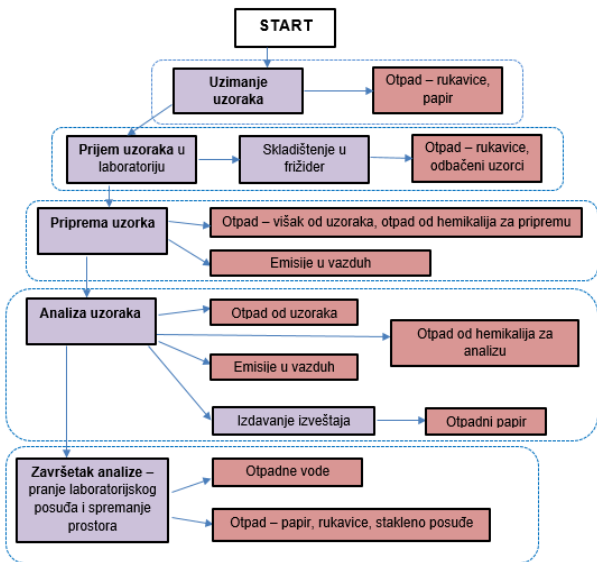 START
Uzimanje
uzoraka
Otpad – rukavice,
papir
Prijem uzoraka u
laboratoriju
Skladištenje u
frižider
Otpad – rukavice,
odbačeni uzorci
Priprema uzorka
Otpad – višak od uzoraka, otpad od hemikalija za pripremu
Emisije u vazduh
Analiza uzoraka
Otpad od uzoraka
Otpad od hemikalija za
analizu
Emisije u vazduh
Izdavanje izveštaja
Otpadni papir
Završetak analize –
pranje laboratorijskog
posuđa i spremanje
prostora
Otpadne vode
Otpad – papir, rukavice, stakleno posuđe